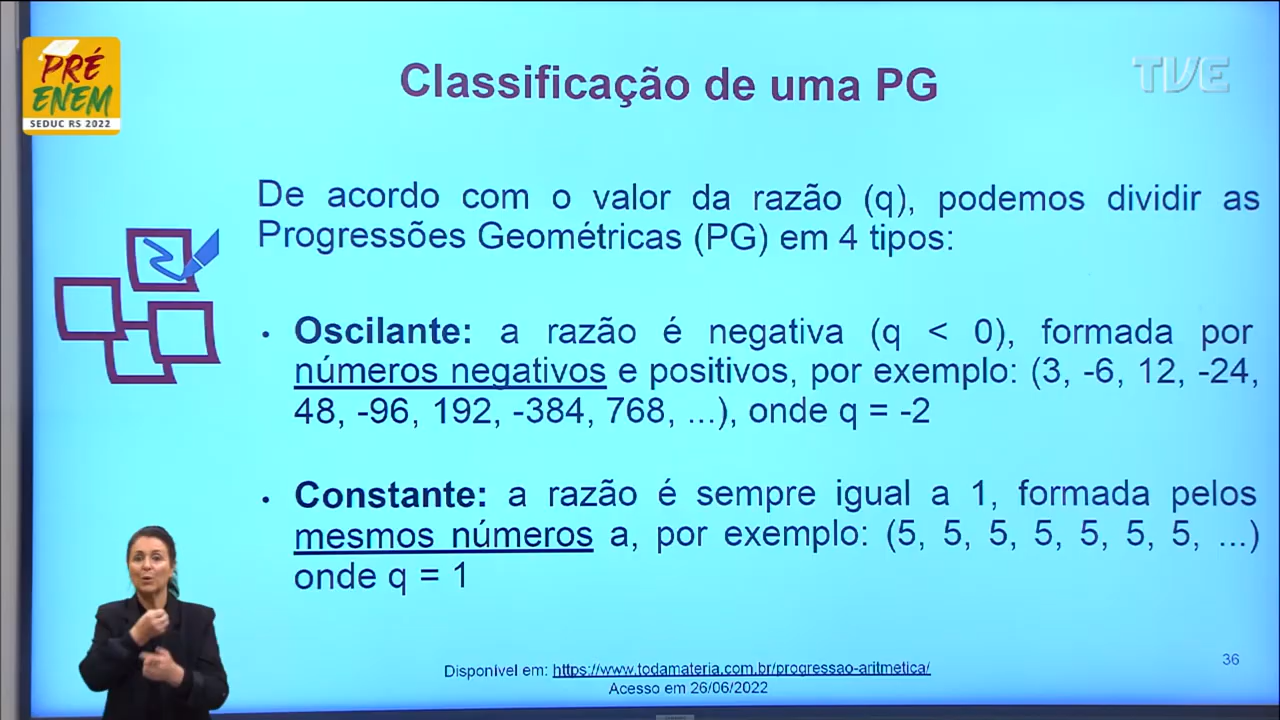 PRÉ
ENEM
SEDUC RS 2022
TVE
Classificação de uma PG
De acordo com o valor da razão (q), podemos dividir as
Progressões Geométricas (PG) em 4 tipos:
• Oscilante: a razão é negativa (q < 0), formada por
números negativos e positivos, por exemplo: (3, -6, 12, -24,
48, -96, 192, -384, 768, ...), onde q = -2
• Constante: a razão é sempre igual a 1, formada pelos
mesmos números a, por exemplo: (5, 5, 5, 5, 5, 5, 5, ...)
onde q = 1
Disponível em: https://www.todamateria.com.br/progressao-aritmetica/
Acesso em 26/06/2022
36